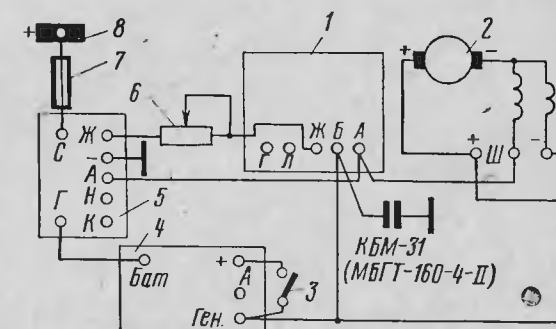 + 8
7
6
1
2
+ -
С Ж
-
А
Н
Г К 5
Г Л Ж Б А
+ Ш -
4
Бат + А
3
Ген.
КБМ-31
(МБГТ-160-4-II)